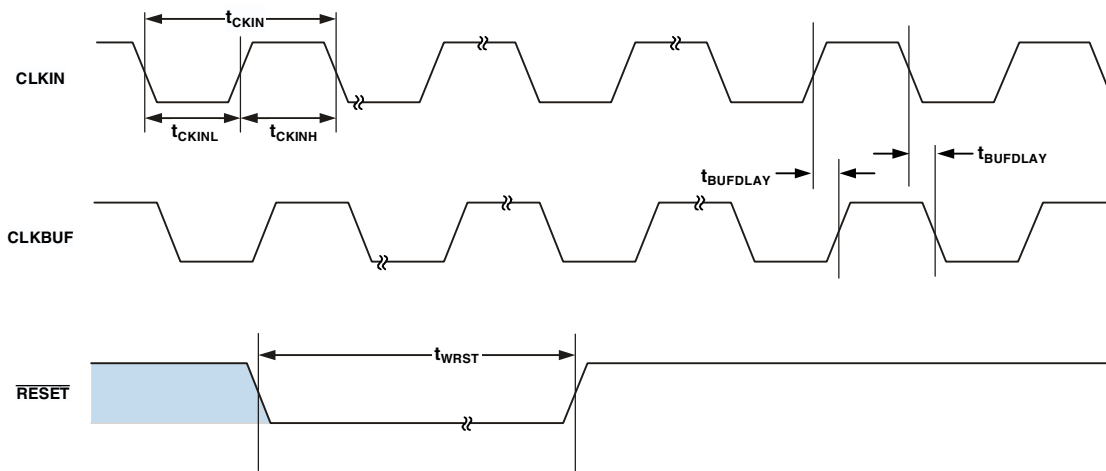 tCKIN
CLKIN
tCKINL
tCKINH
tBUFDLAY
tBUFDLAY
CLKBUF
tWRST
RESET